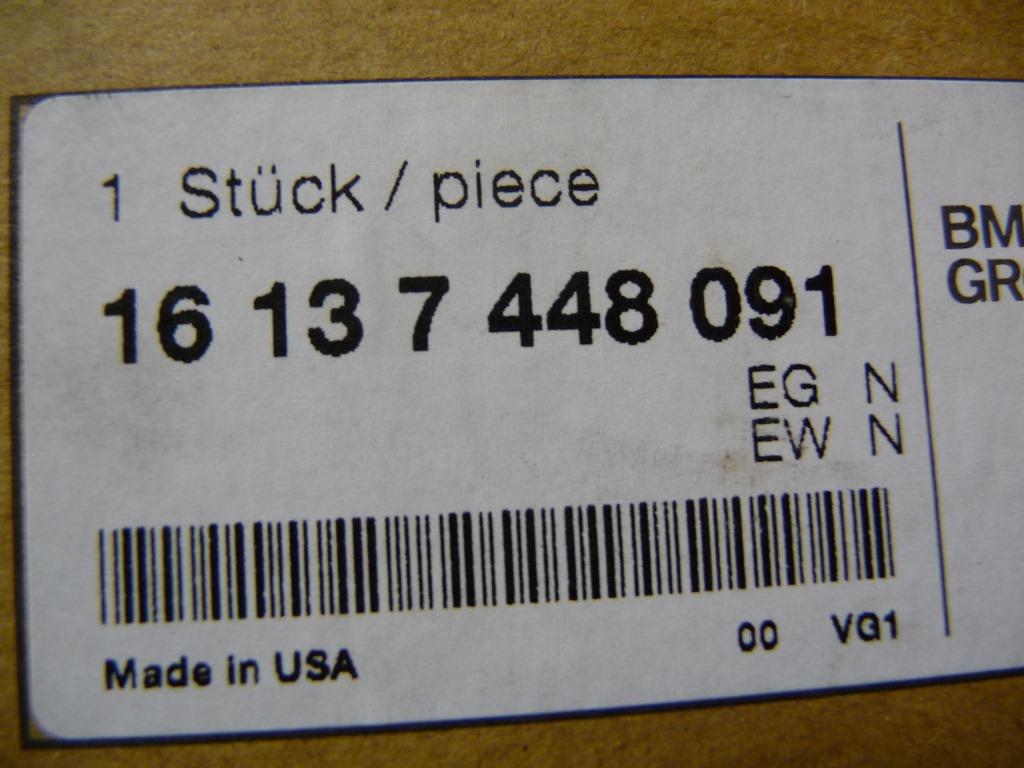 1 Stück / piece
16 13 7 448 091
EG N
EW N
Made in USA
00 VG1
BM
GR